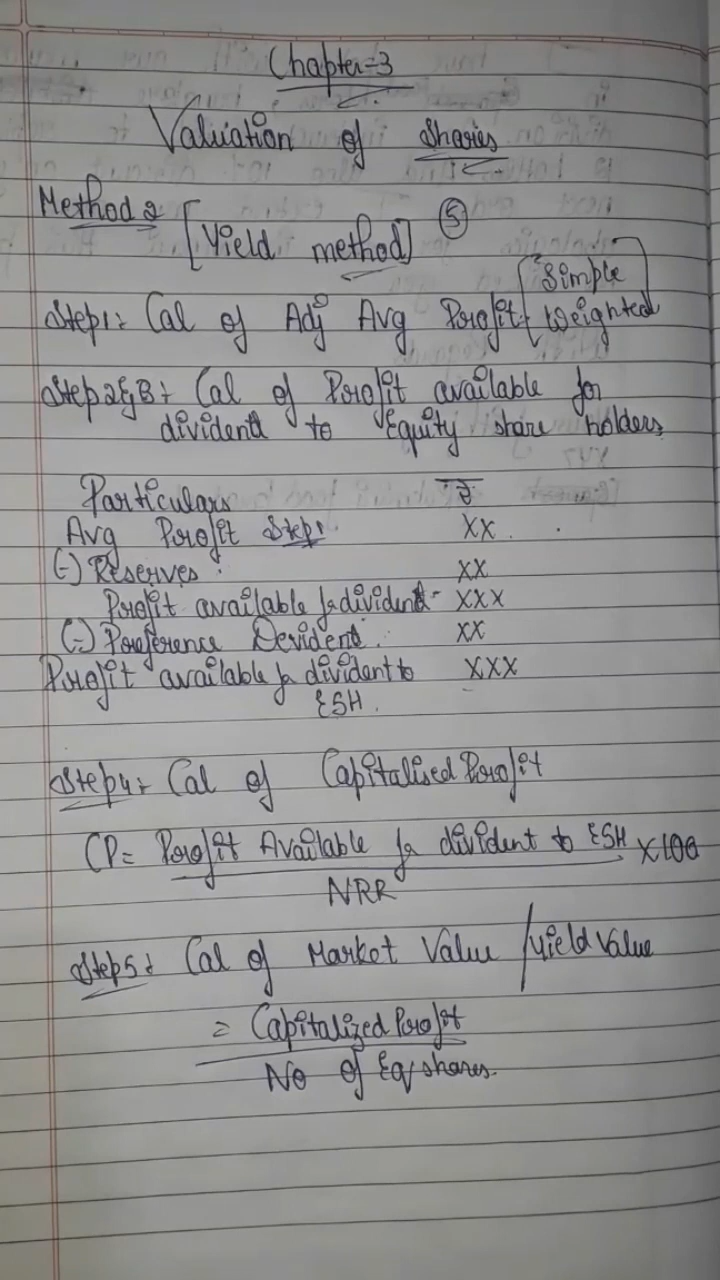 Chapter-3
Valuation of Shares
Method 2 [Yield method] ⑤
Step1: Cal of Adj Avg Profit [Simple
Weighted
Step 2&3: Cal of Profit available for
divident to Equity share holders
Particulars ₹
Avg Profit Step1 XX
(-) Reserves XX
Profit available for divident XXX
(-) Preference Devident XX
Profit available for divident to XXX
ESH.
Step4: Cal of Capitalised Profit
CP= Profit Available for divident to ESH X100
NRR
Step5: Cal of Market Value / yield value
= Capitalized Profit
No of Eq shares.